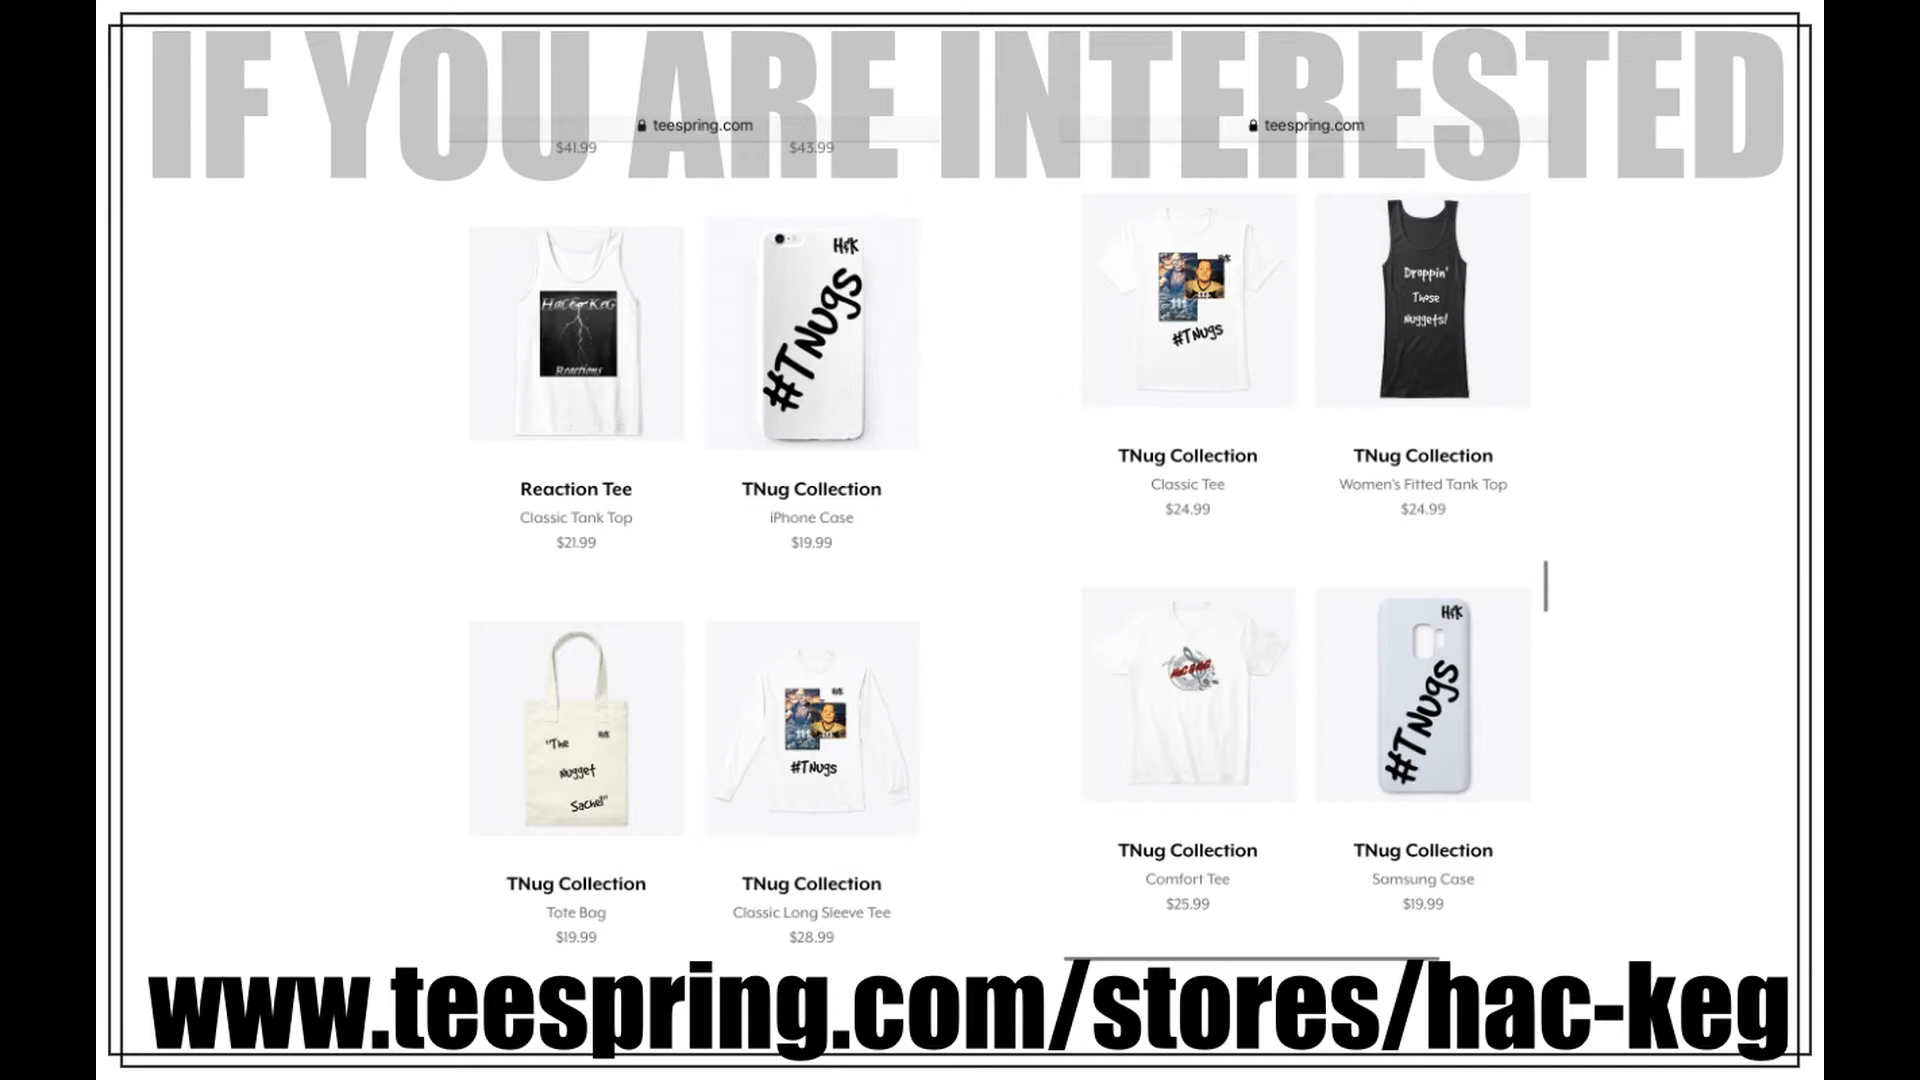 IF YOU ARE INTERESTED
teespring.com
$41.99
$43.99
HaC & KeG
Reactions
H&K
#TNugs
Reaction Tee
Classic Tank Top
$21.99
TNug Collection
iPhone Case
$19.99
"The
Nugget
Sachel"
H&K
H&K
#TNugs
TNug Collection
Tote Bag
$19.99
TNug Collection
Classic Long Sleeve Tee
$28.99
teespring.com
H&K
#TNugs
Droppin'
Those
Nuggets!
TNug Collection
Classic Tee
$24.99
TNug Collection
Women's Fitted Tank Top
$24.99
HaC & KeG
H&K
#TNugs
TNug Collection
Comfort Tee
$25.99
TNug Collection
Samsung Case
$19.99
www.teespring.com/stores/hac-keg